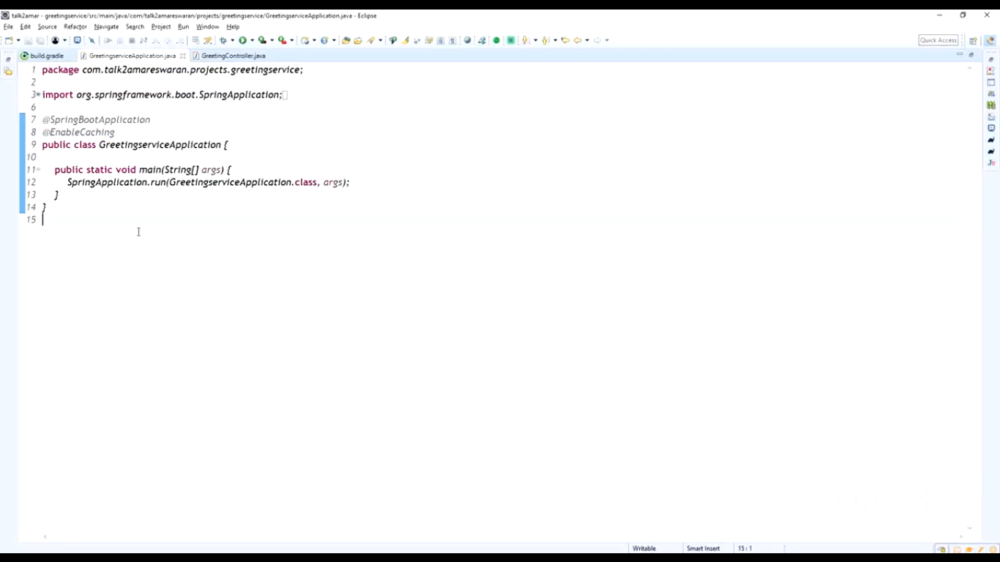 talk2amar - greetingservice/src/main/java/com/talk2amareswaran/projects/greetingservice/GreetingserviceApplication.java - Eclipse
File Edit Source Refactor Navigate Search Project Run Window Help
Quick Access
build.gradle GreetingserviceApplication.java GreetingController.java
1 package com.talk2amareswaran.projects.greetingservice;
2
3 import org.springframework.boot.SpringApplication;
6
7 @SpringBootApplication
8 @EnableCaching
9 public class GreetingserviceApplication {
10
11 public static void main(String[] args) {
12 SpringApplication.run(GreetingserviceApplication.class, args);
13 }
14 }
15
Writable Smart Insert 15 : 1